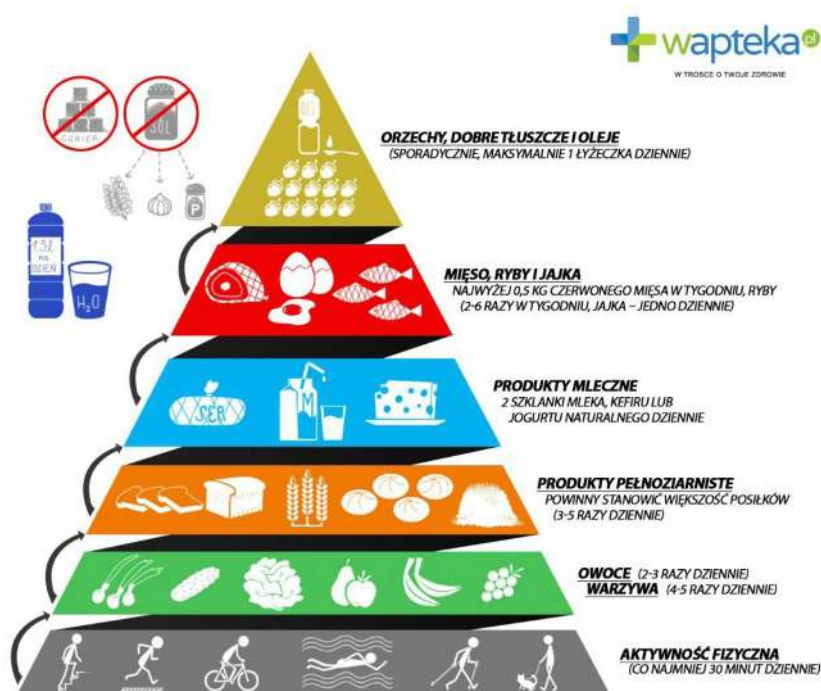 wapteka.pl
W TROSCE O TWOJE ZDROWIE
CUKIER
SÓL
P
1,5L
NA
DZIEŃ
H₂O
ORZECHY, DOBRE TŁUSZCZE I OLEJE
(SPORADYCZNIE, MAKSYMALNIE 1 ŁYŻECZKA DZIENNIE)
MIĘSO, RYBY I JAJKA
NAJWYŻEJ 0,5 KG CZERWONEGO MIĘSA W TYGODNIU, RYBY
(2-6 RAZY W TYGODNIU, JAJKA – JEDNO DZIENNIE)
SER
M
PRODUKTY MLECZNE
2 SZKLANKI MLEKA, KEFIRU LUB
JOGURTU NATURALNEGO DZIENNIE
PRODUKTY PEŁNOZIARNISTE
POWINNY STANOWIĆ WIĘKSZOŚĆ POSIŁKÓW
(3-5 RAZY DZIENNIE)
OWOCE (2-3 RAZY DZIENNIE)
WARZYWA (4-5 RAZY DZIENNIE)
AKTYWNOŚĆ FIZYCZNA
(CO NAJMNIEJ 30 MINUT DZIENNIE)